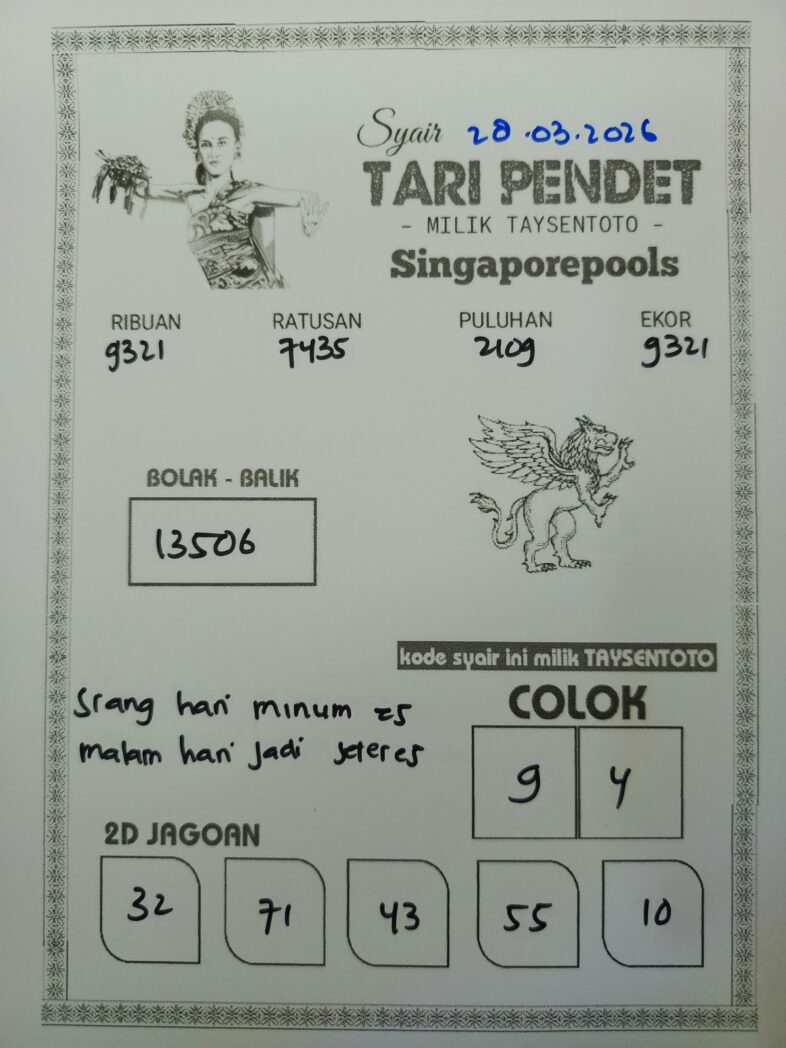 Syair 28.03.2026
TARI PENDET
- MILIK TAYSENTOTO -
Singaporepools
RIBUAN RATUSAN PULUHAN EKOR
9321 7435 2109 9321
BOLAK - BALIK
13506
kode syair ini milik TAYSENTOTO
Siang hari minum es
malam hari jadi seteres
COLOK
9 4
2D JAGOAN
32 71 43 55 10